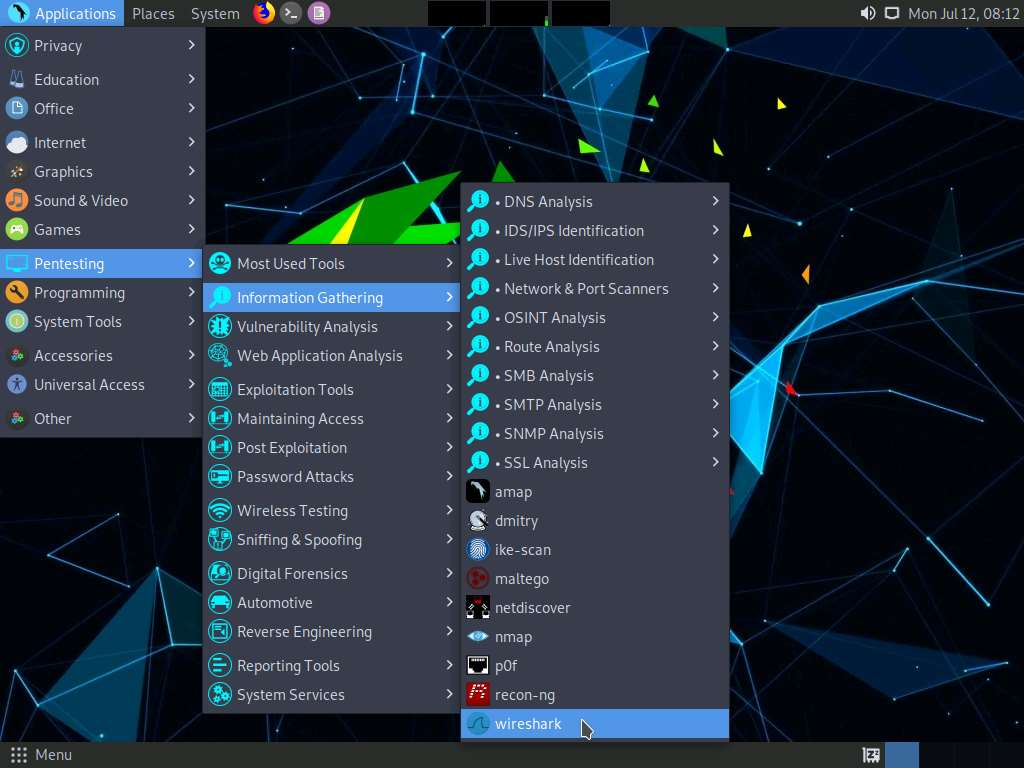 Applications Places System Mon Jul 12, 08:12
Privacy
Education
Office
Internet
Graphics
Sound & Video
Games
Pentesting
Programming
System Tools
Accessories
Universal Access
Other
Most Used Tools
Information Gathering
Vulnerability Analysis
Web Application Analysis
Exploitation Tools
Maintaining Access
Post Exploitation
Password Attacks
Wireless Testing
Sniffing & Spoofing
Digital Forensics
Automotive
Reverse Engineering
Reporting Tools
System Services
• DNS Analysis
• IDS/IPS Identification
• Live Host Identification
• Network & Port Scanners
• OSINT Analysis
• Route Analysis
• SMB Analysis
• SMTP Analysis
• SNMP Analysis
• SSL Analysis
amap
dmitry
ike-scan
maltego
netdiscover
nmap
p0f
recon-ng
wireshark
Menu